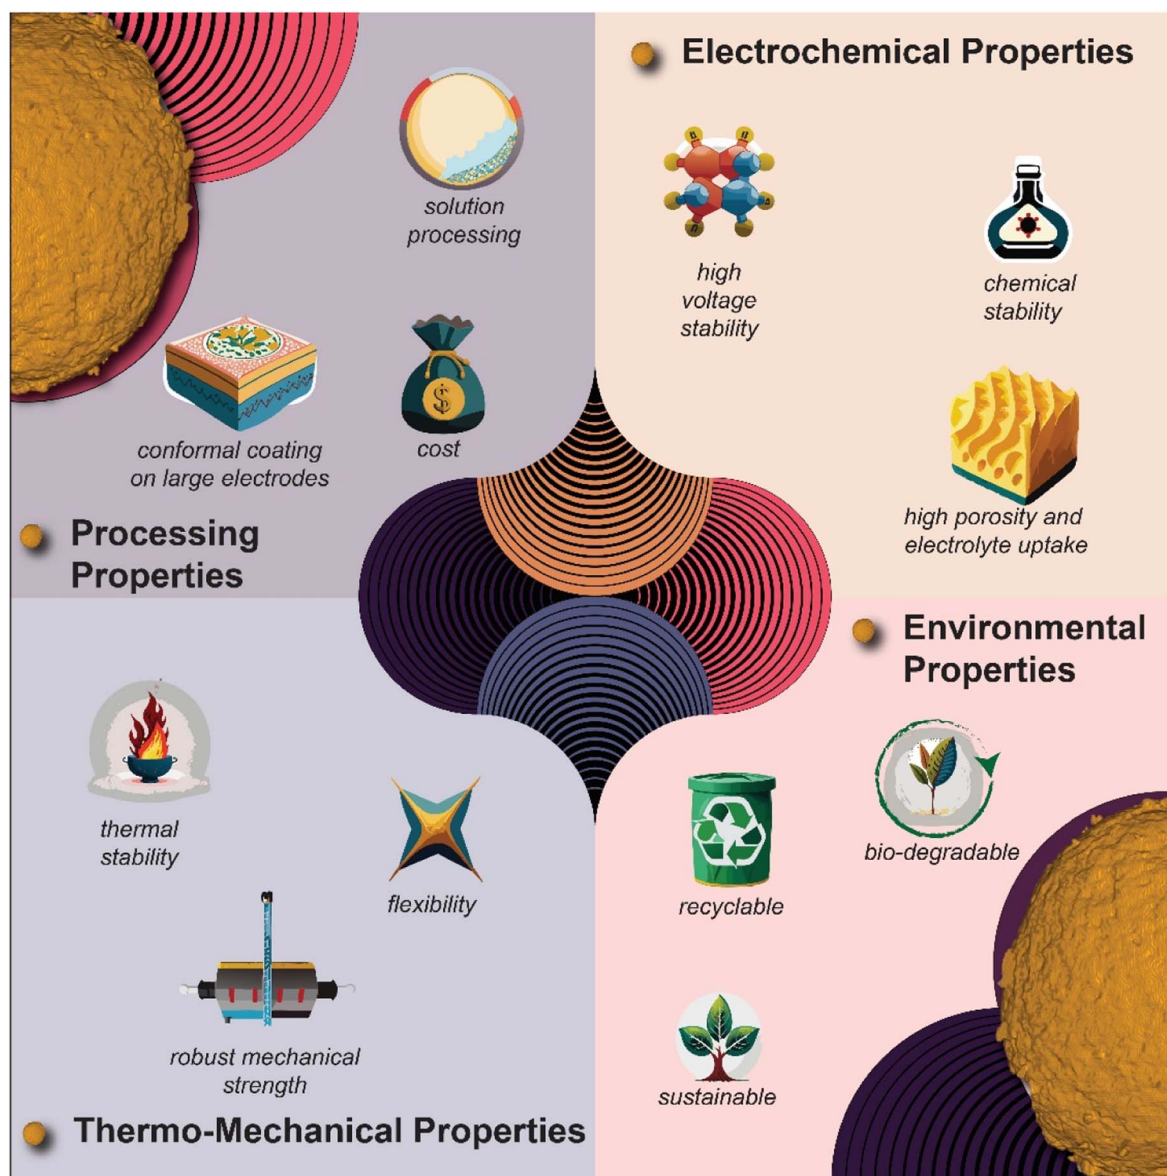 solution
processing
conformal coating
on large electrodes
cost
Processing
Properties
Electrochemical Properties
high
voltage
stability
chemical
stability
high porosity and
electrolyte uptake
thermal
stability
flexibility
robust mechanical
strength
Thermo-Mechanical Properties
Environmental
Properties
bio-degradable
recyclable
sustainable